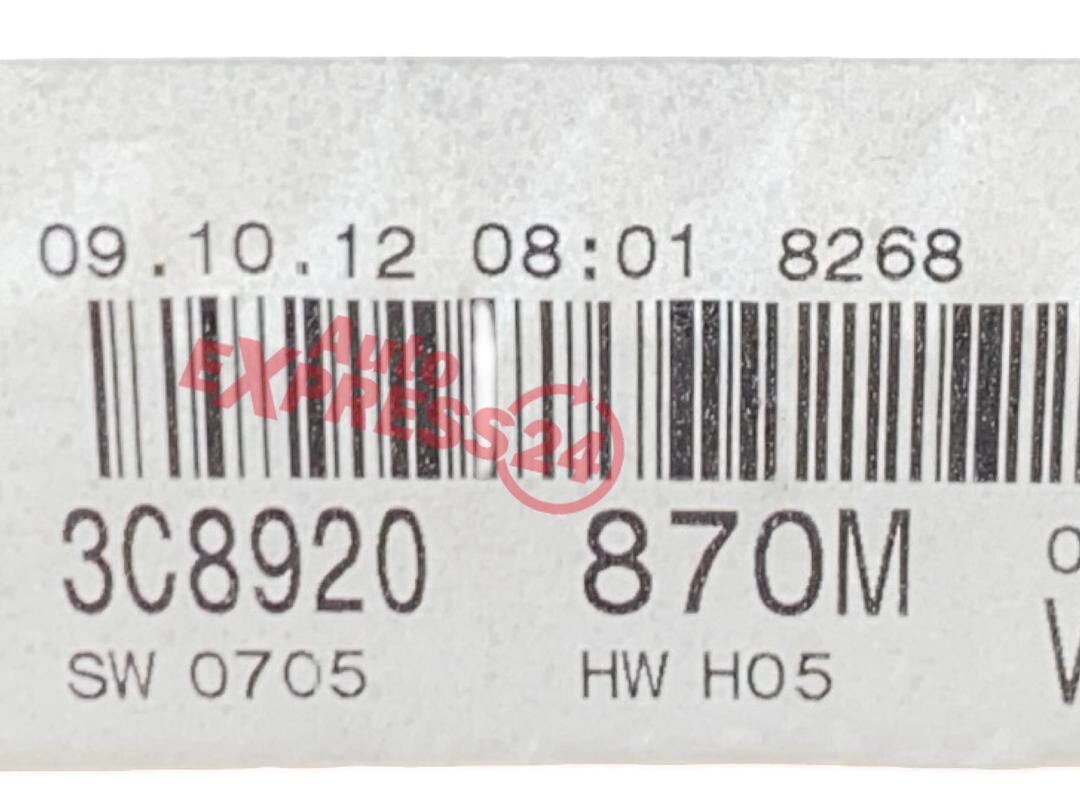 09.10.12 08:01 8268
Auto
EXPRESS24
3C8920 870M
SW 0705 HW H05